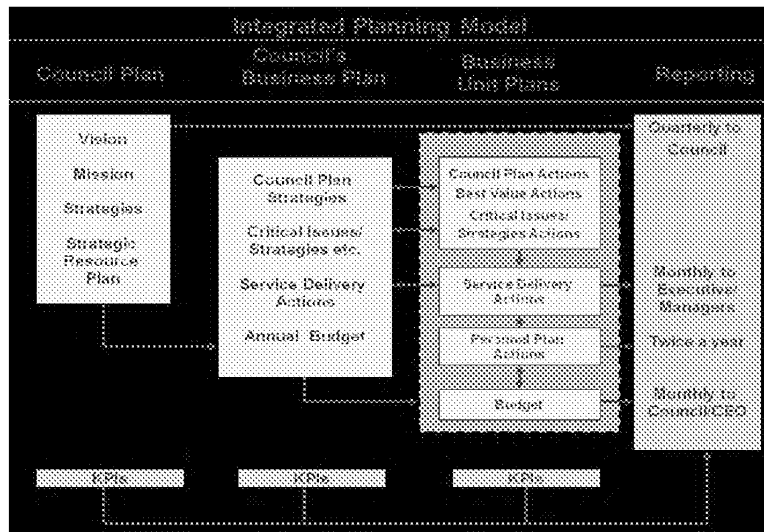 Integrated Planning Model
Council Plan
Council's
Business Plan
Business
Unit Plans
Reporting
Vision
Mission
Strategies
Strategic
Resource
Plan
Council Plan
Strategies
Critical Issues/
Strategies etc.
Service Delivery
Actions
Annual Budget
Council Plan Actions
Best Value Actions
Critical Issues/
Strategies Actions
Service Delivery
Actions
Personal Plan
Actions
Budget
Quarterly to
Council
Monthly to
Executive/
Managers
Twice a year
Monthly to
Council/CEO
KPIs
KPIs
KPIs